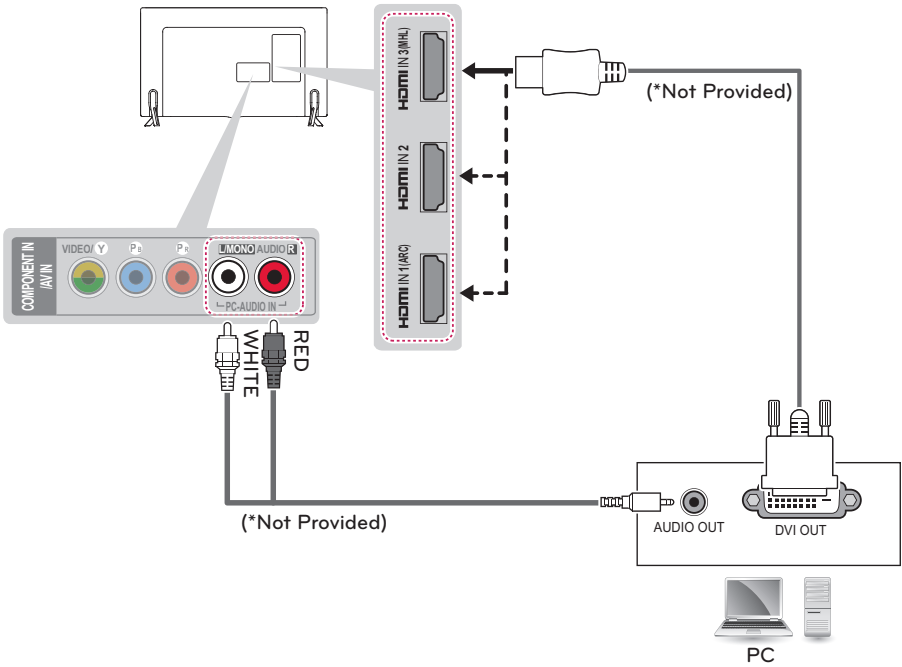 HDMI IN 3(MHL)
HDMI IN 2
HDMI IN 1(ARC)
(*Not Provided)
COMPONENT IN
/AV IN
VIDEO/ Y
PB
PR
L/MONO AUDIO R
PC-AUDIO IN
WHITE
RED
(*Not Provided)
AUDIO OUT
DVI OUT
PC